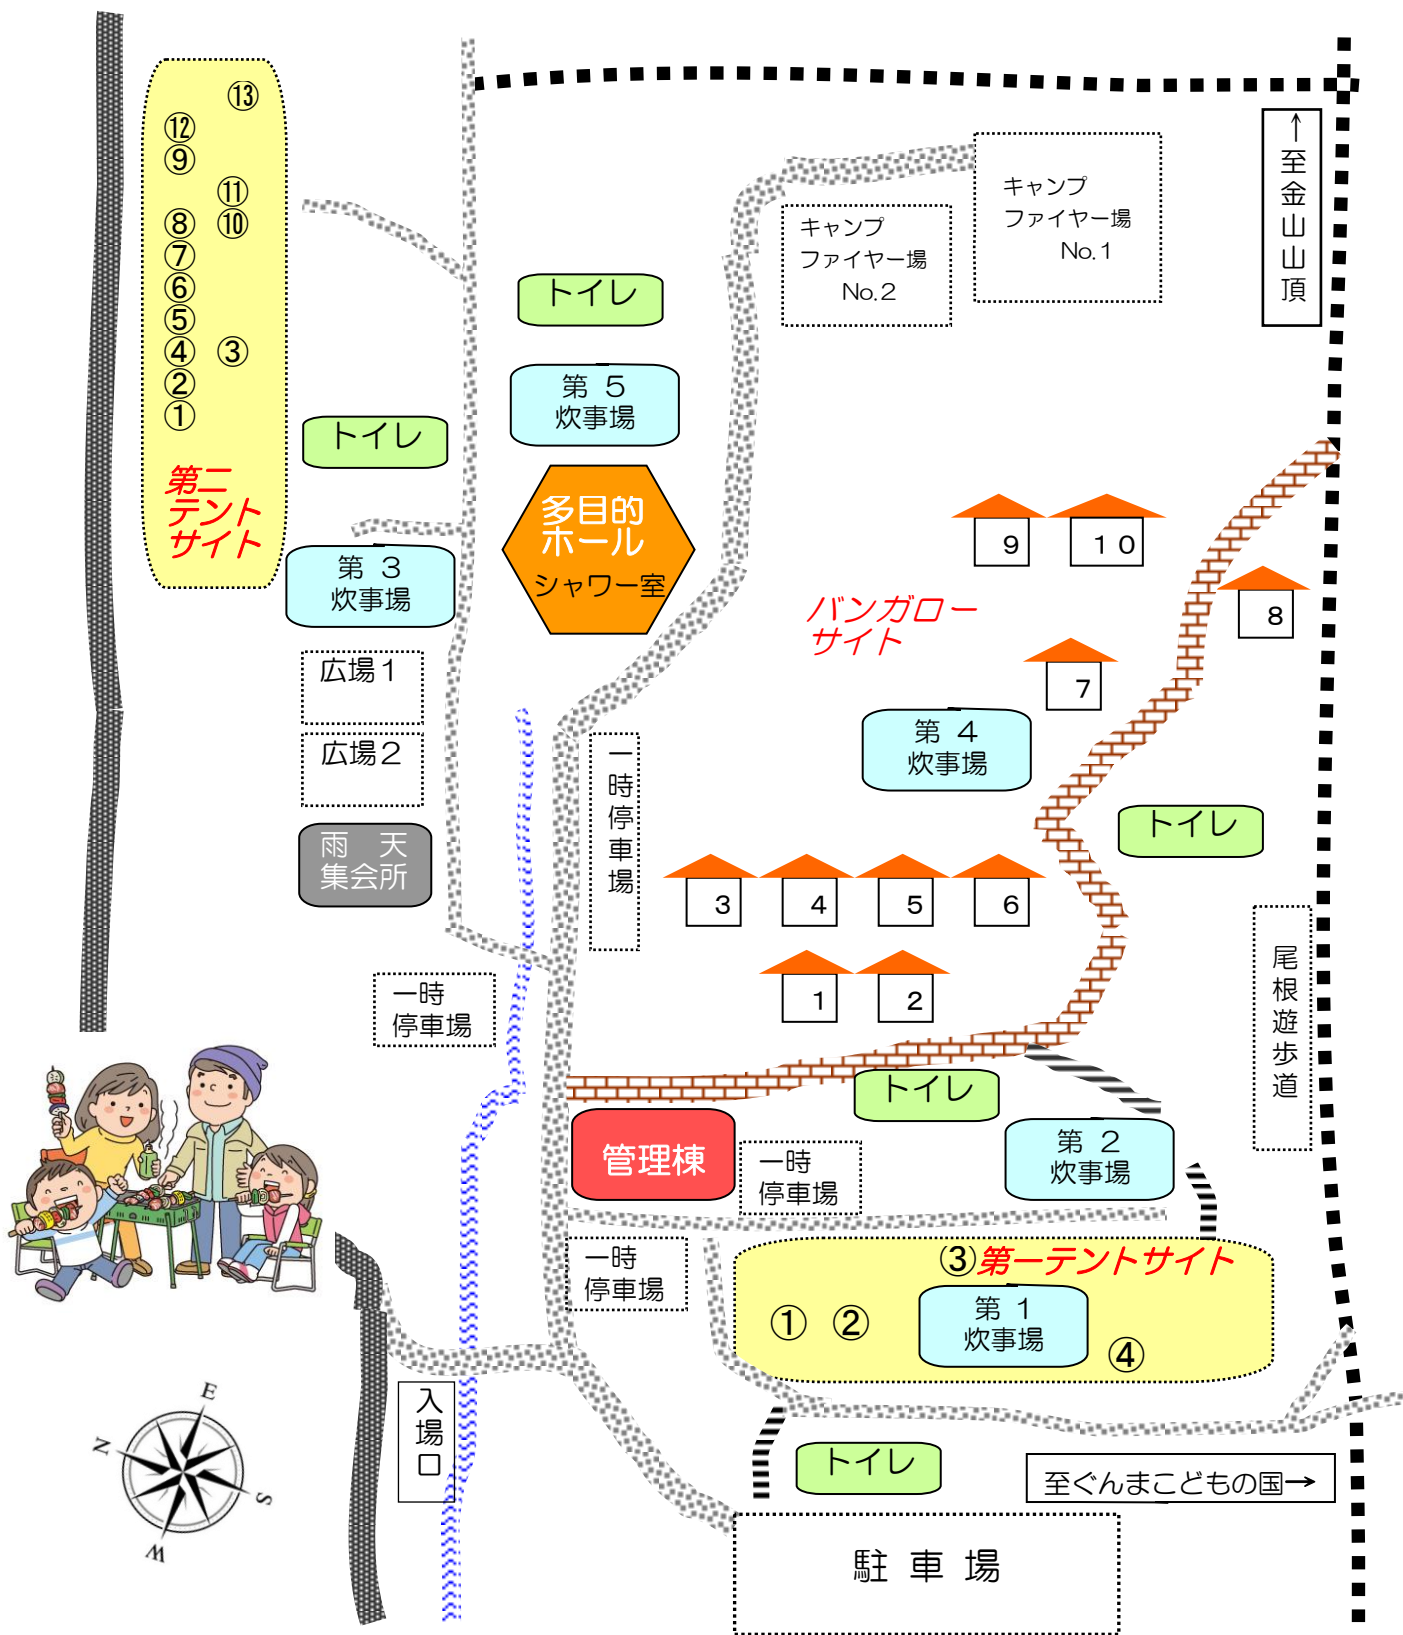 ⑬
⑫
⑨
⑪
⑧ ⑩
⑦
⑥
⑤
④ ③
②
①
第二
テント
サイト
トイレ
第 5
炊事場
トイレ
多目的
ホール
シャワー室
第 3
炊事場
広場1
広場2
雨 天
集会所
一時
停車場
一時停車場
キャンプ
ファイヤー場
No.2
キャンプ
ファイヤー場
No.1
↑至金山山頂
9
10
8
バンガロー
サイト
7
第 4
炊事場
トイレ
3
4
5
6
1
2
尾根遊歩道
トイレ
管理棟
一時
停車場
第 2
炊事場
一時
停車場
③第一テントサイト
① ②
第 1
炊事場
④
入場口
トイレ
至ぐんまこどもの国→
駐 車 場
E
N
S
W